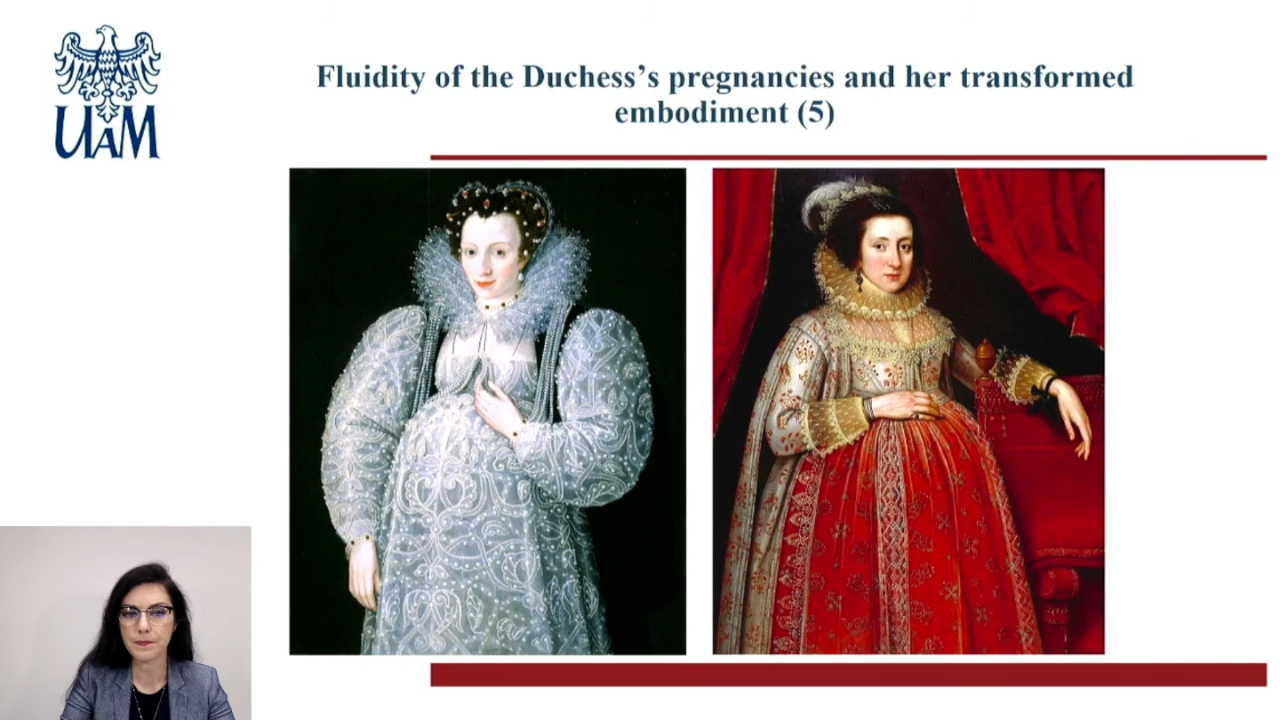 UAM
Fluidity of the Duchess’s pregnancies and her transformed
embodiment (5)